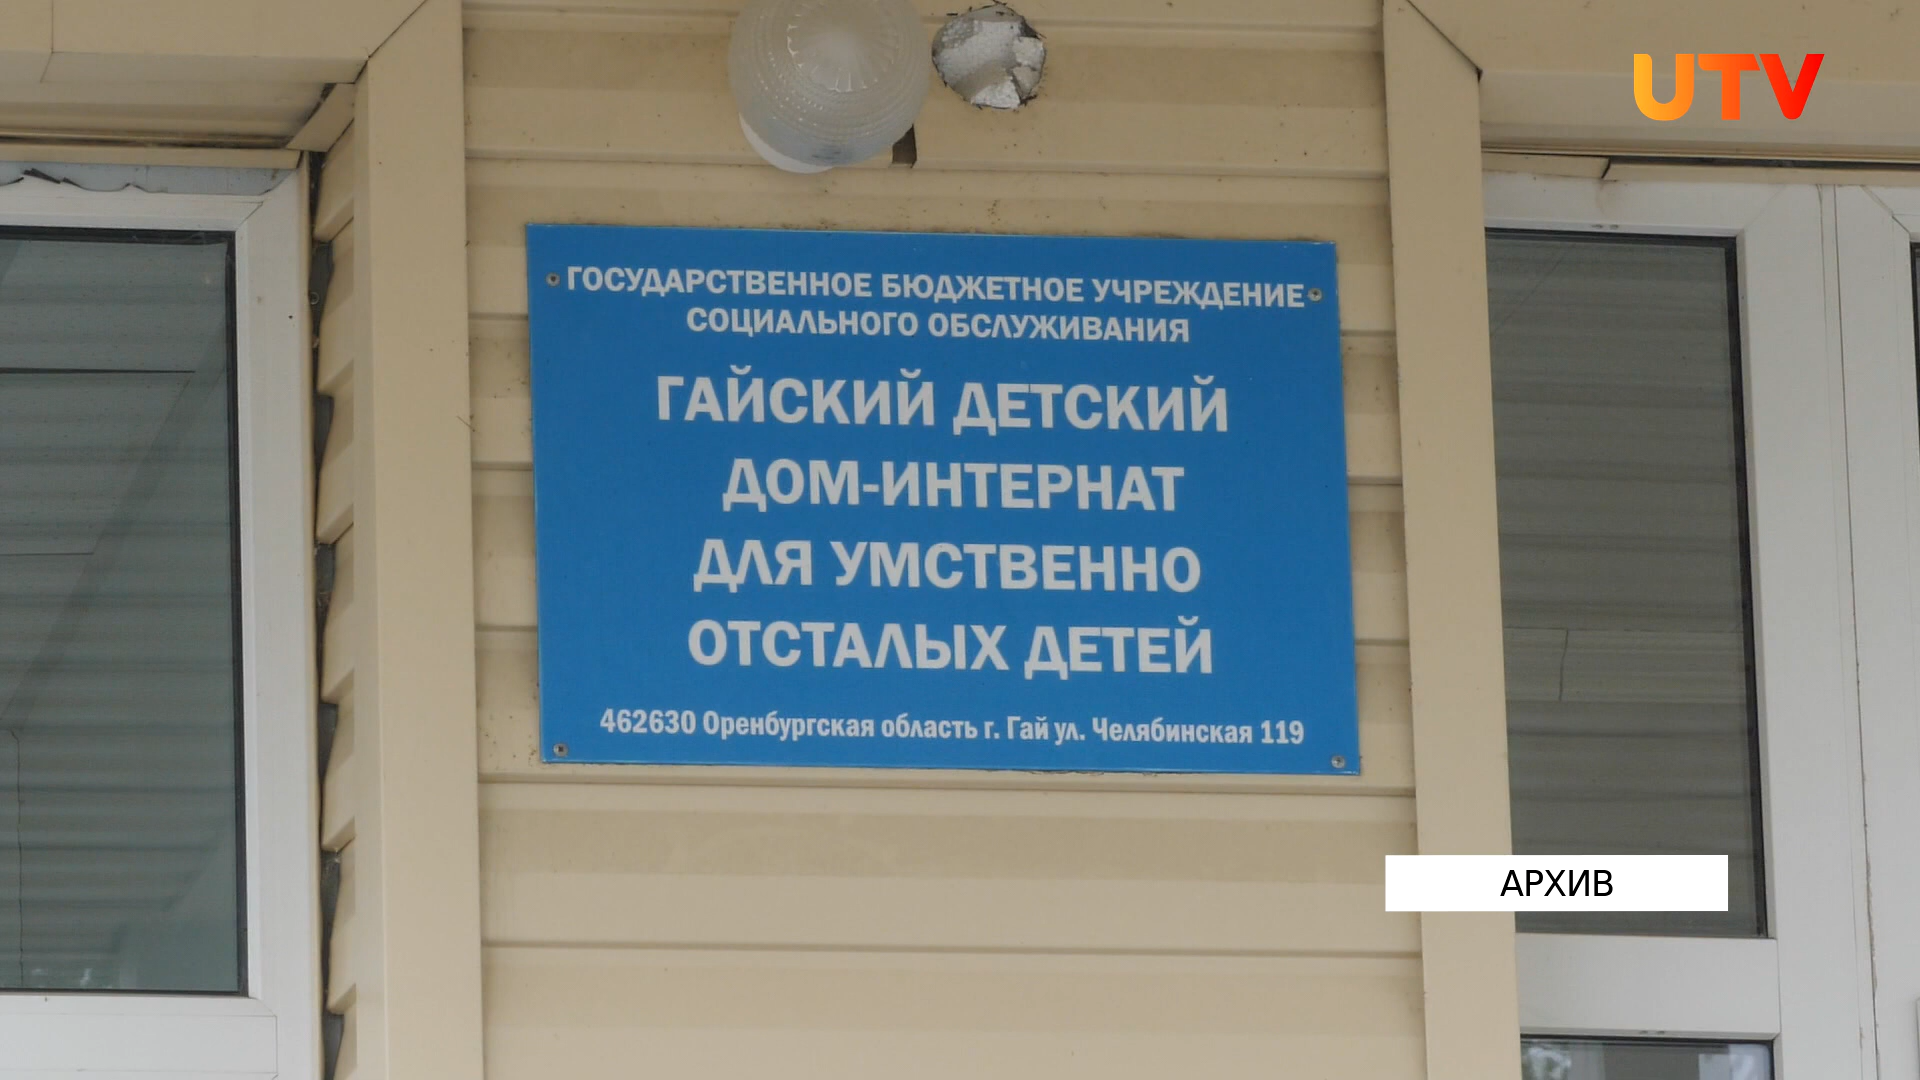 UTV
ГОСУДАРСТВЕННОЕ БЮДЖЕТНОЕ УЧРЕЖДЕНИЕ
СОЦИАЛЬНОГО ОБСЛУЖИВАНИЯ
ГАЙСКИЙ ДЕТСКИЙ
ДОМ-ИНТЕРНАТ
ДЛЯ УМСТВЕННО
ОТСТАЛЫХ ДЕТЕЙ
462630 Оренбургская область г. Гай ул. Челябинская 119
АРХИВ